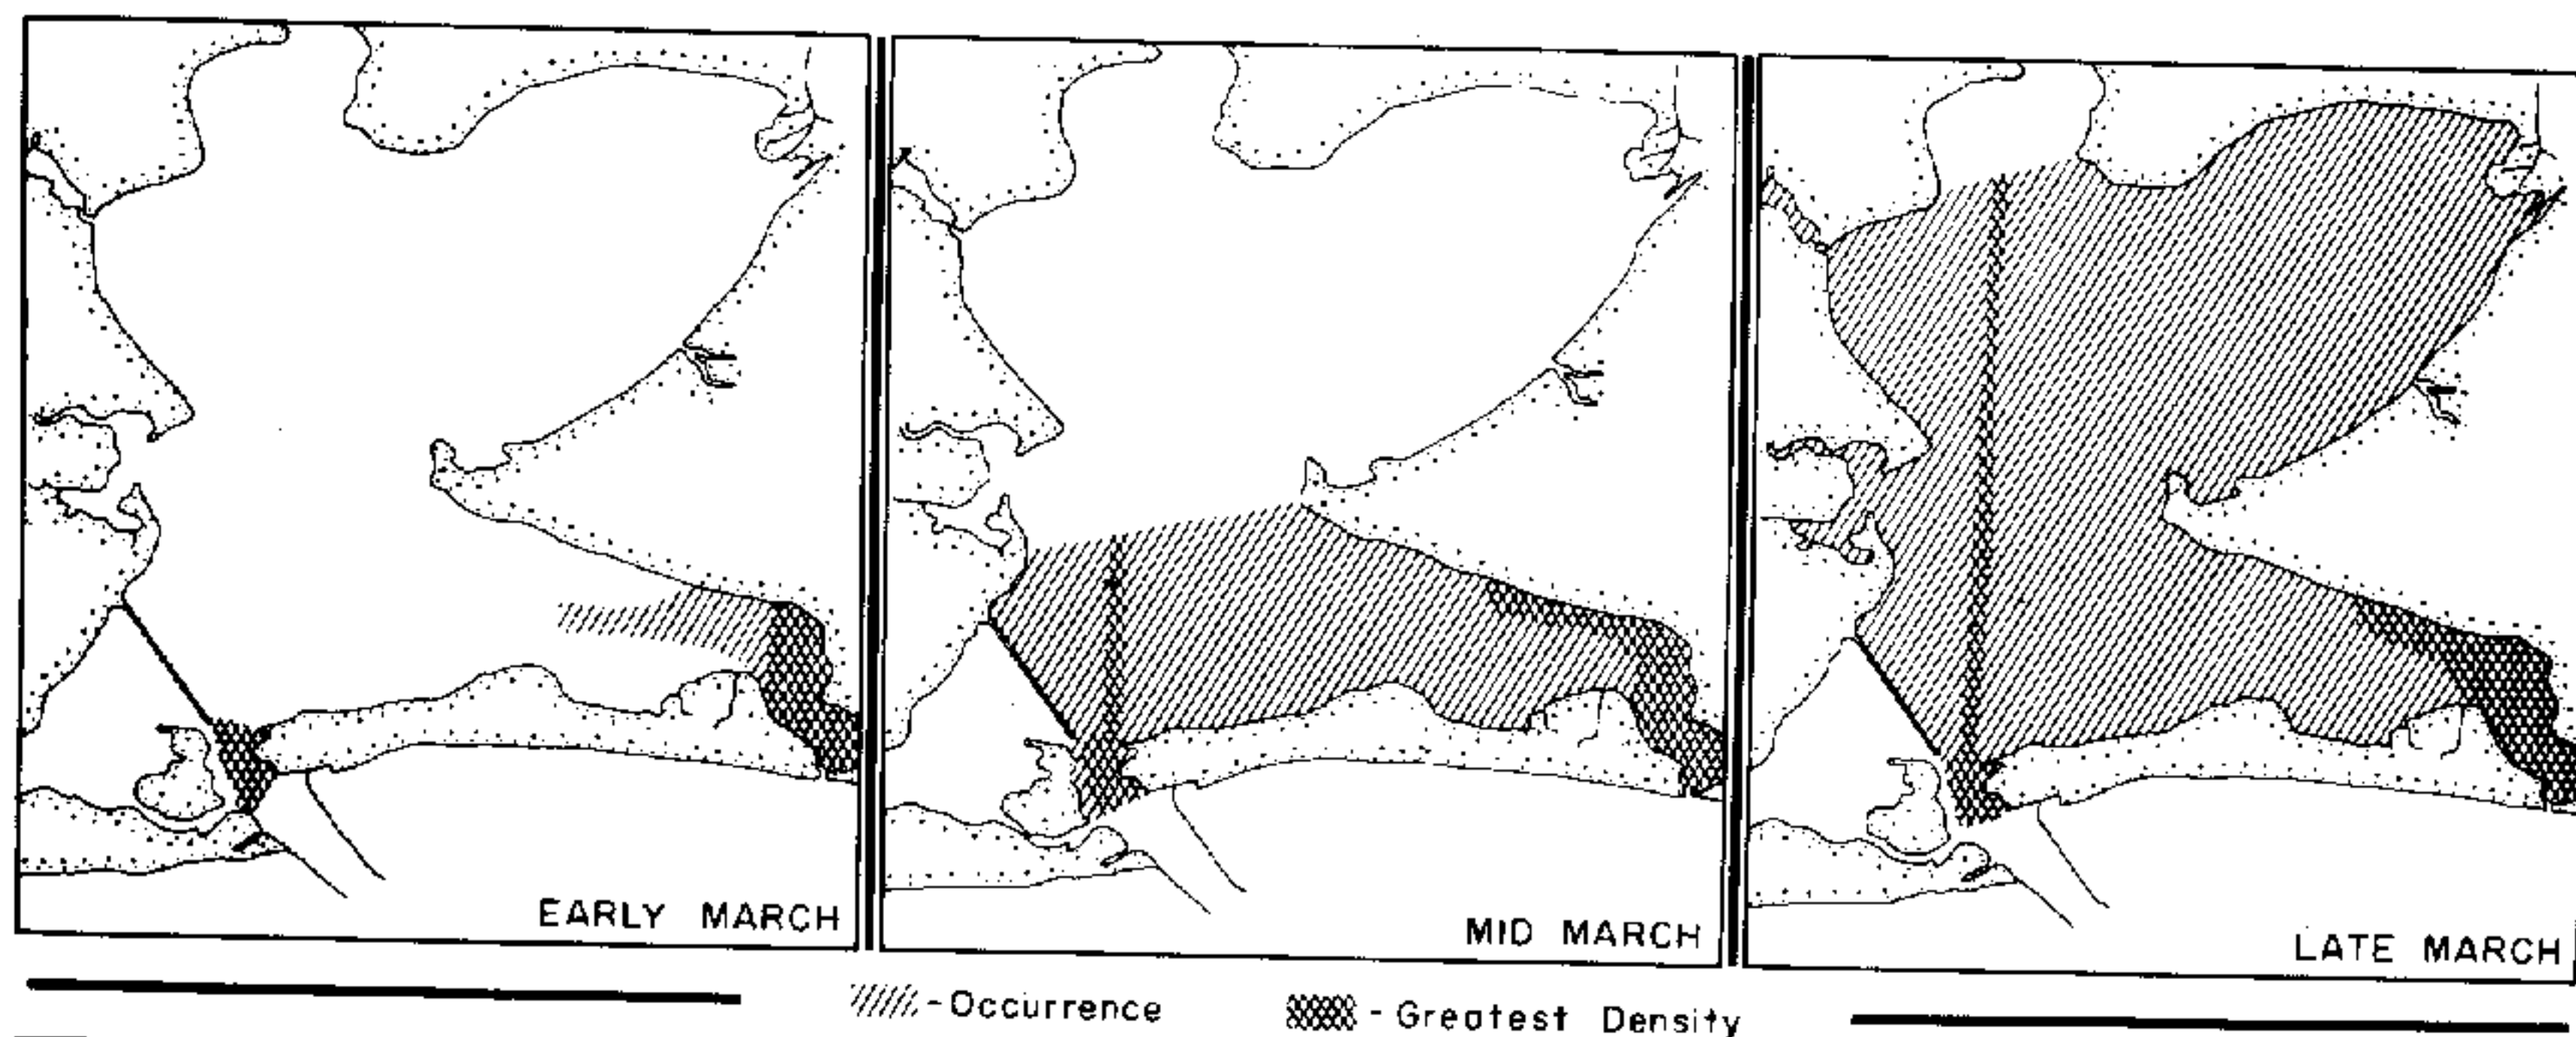 EARLY MARCH
MID MARCH
LATE MARCH
- Occurrence
- Greatest Density